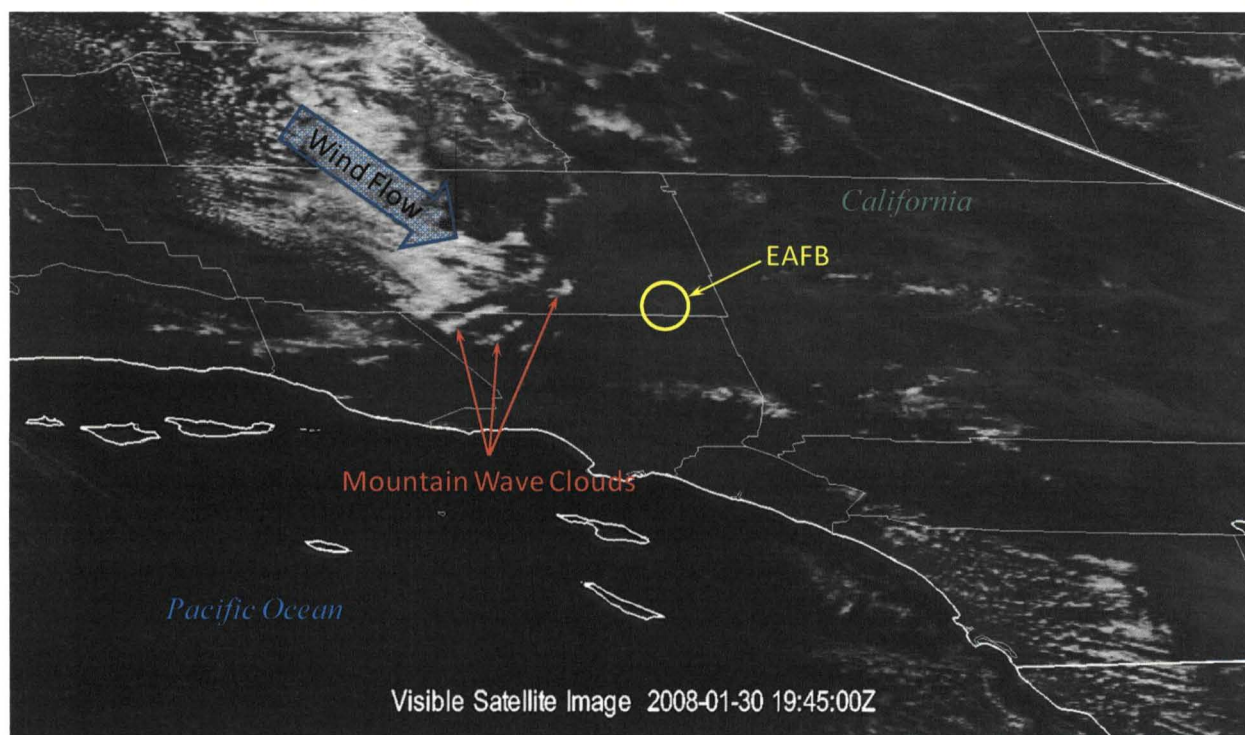 Wind Flow
California
EAFB
Mountain Wave Clouds
Pacific Ocean
Visible Satellite Image 2008-01-30 19:45:00Z